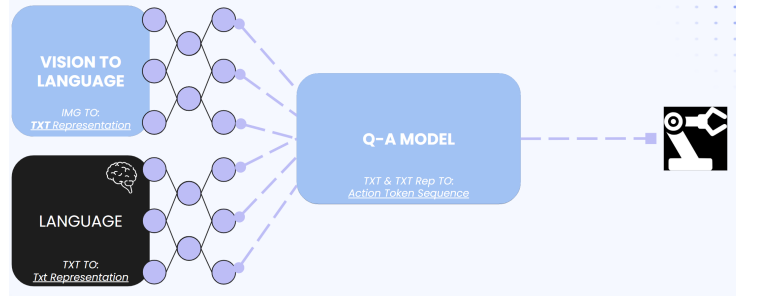 VISION TO
LANGUAGE
IMG TO:
TXT Representation
LANGUAGE
TXT TO:
Txt Representation
Q-A MODEL
TXT & TXT Rep TO:
Action Token Sequence